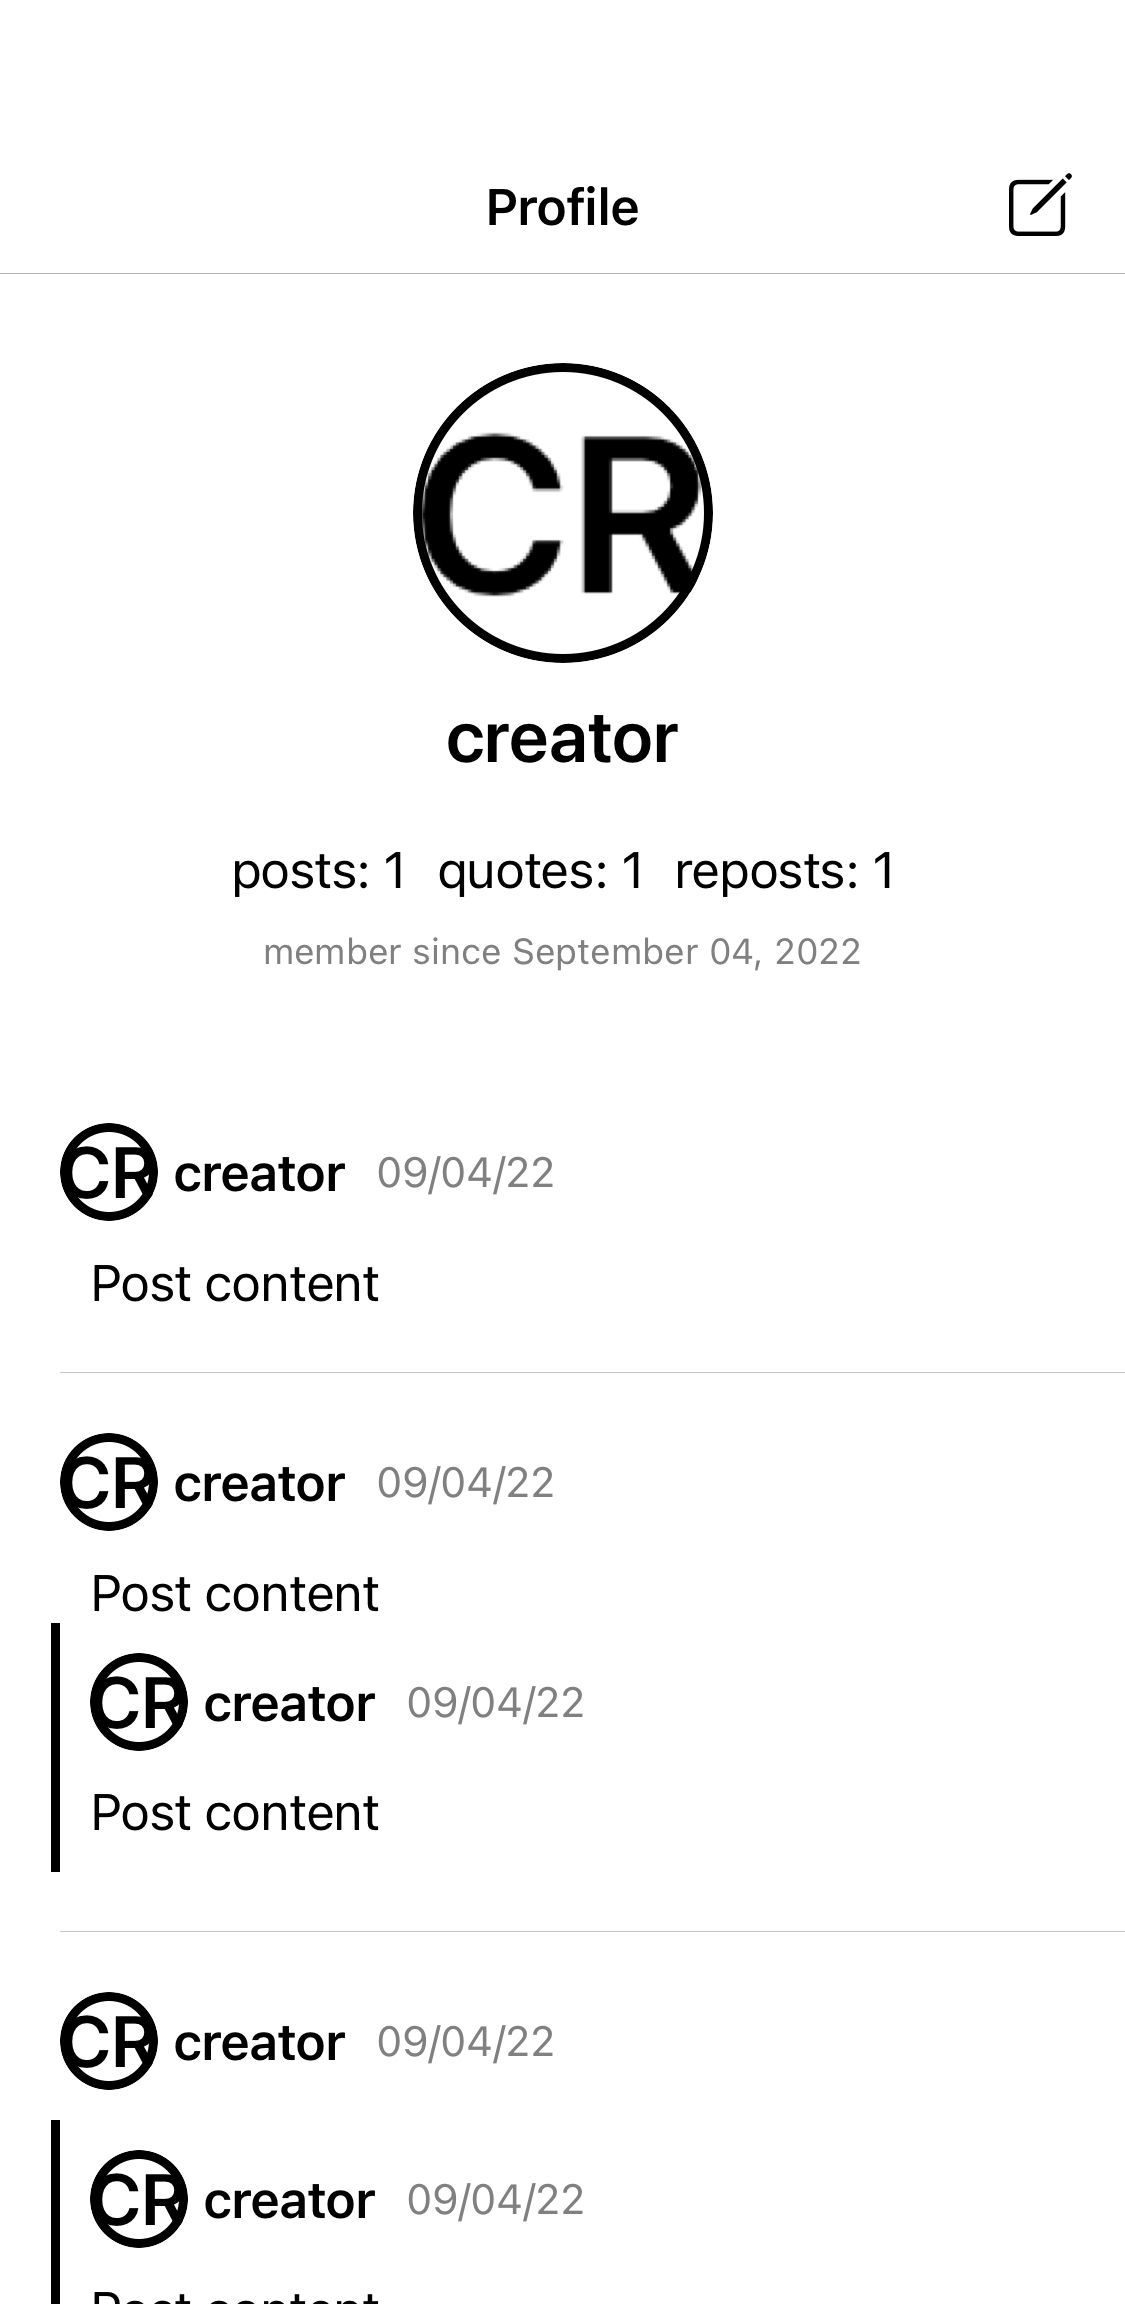 Profile
CR
creator
posts: 1 quotes: 1 reposts: 1
member since September 04, 2022
CR creator 09/04/22
Post content
CR creator 09/04/22
Post content
CR creator 09/04/22
Post content
CR creator 09/04/22
CR creator 09/04/22
Post content